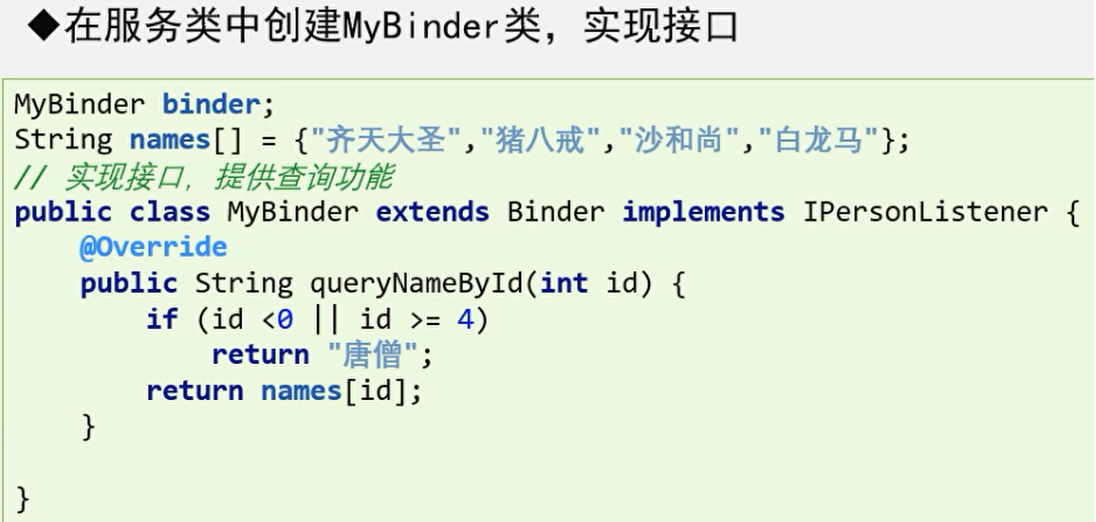 ◆在服务类中创建MyBinder类，实现接口
MyBinder binder;
String names[] = {"齐天大圣","猪八戒","沙和尚","白龙马"};
// 实现接口, 提供查询功能
public class MyBinder extends Binder implements IPersonListener {
    @Override
    public String queryNameById(int id) {
        if (id <0 || id >= 4)
            return "唐僧";
        return names[id];
    }
}